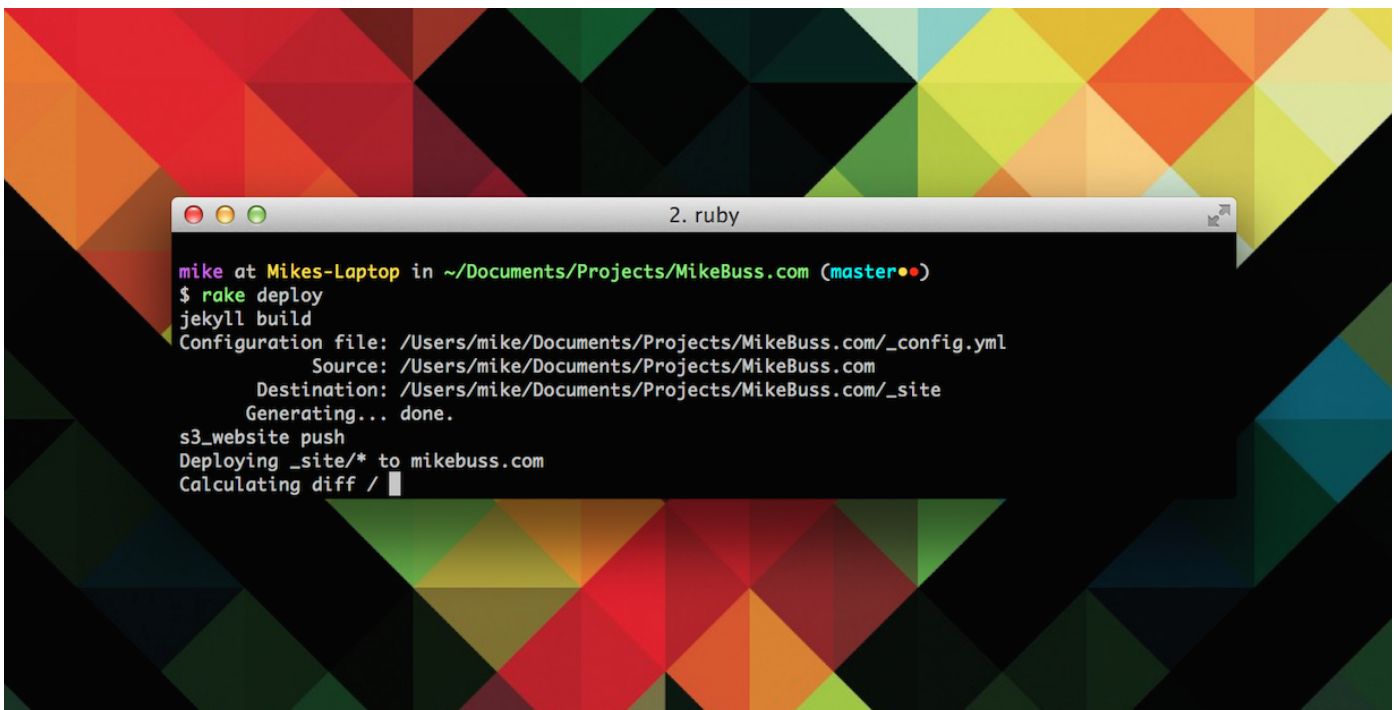 2. ruby
mike at Mikes-Laptop in ~/Documents/Projects/MikeBuss.com (master●●)
$ rake deploy
jekyll build
Configuration file: /Users/mike/Documents/Projects/MikeBuss.com/_config.yml
Source: /Users/mike/Documents/Projects/MikeBuss.com
Destination: /Users/mike/Documents/Projects/MikeBuss.com/_site
Generating... done.
s3_website push
Deploying _site/* to mikebuss.com
Calculating diff /